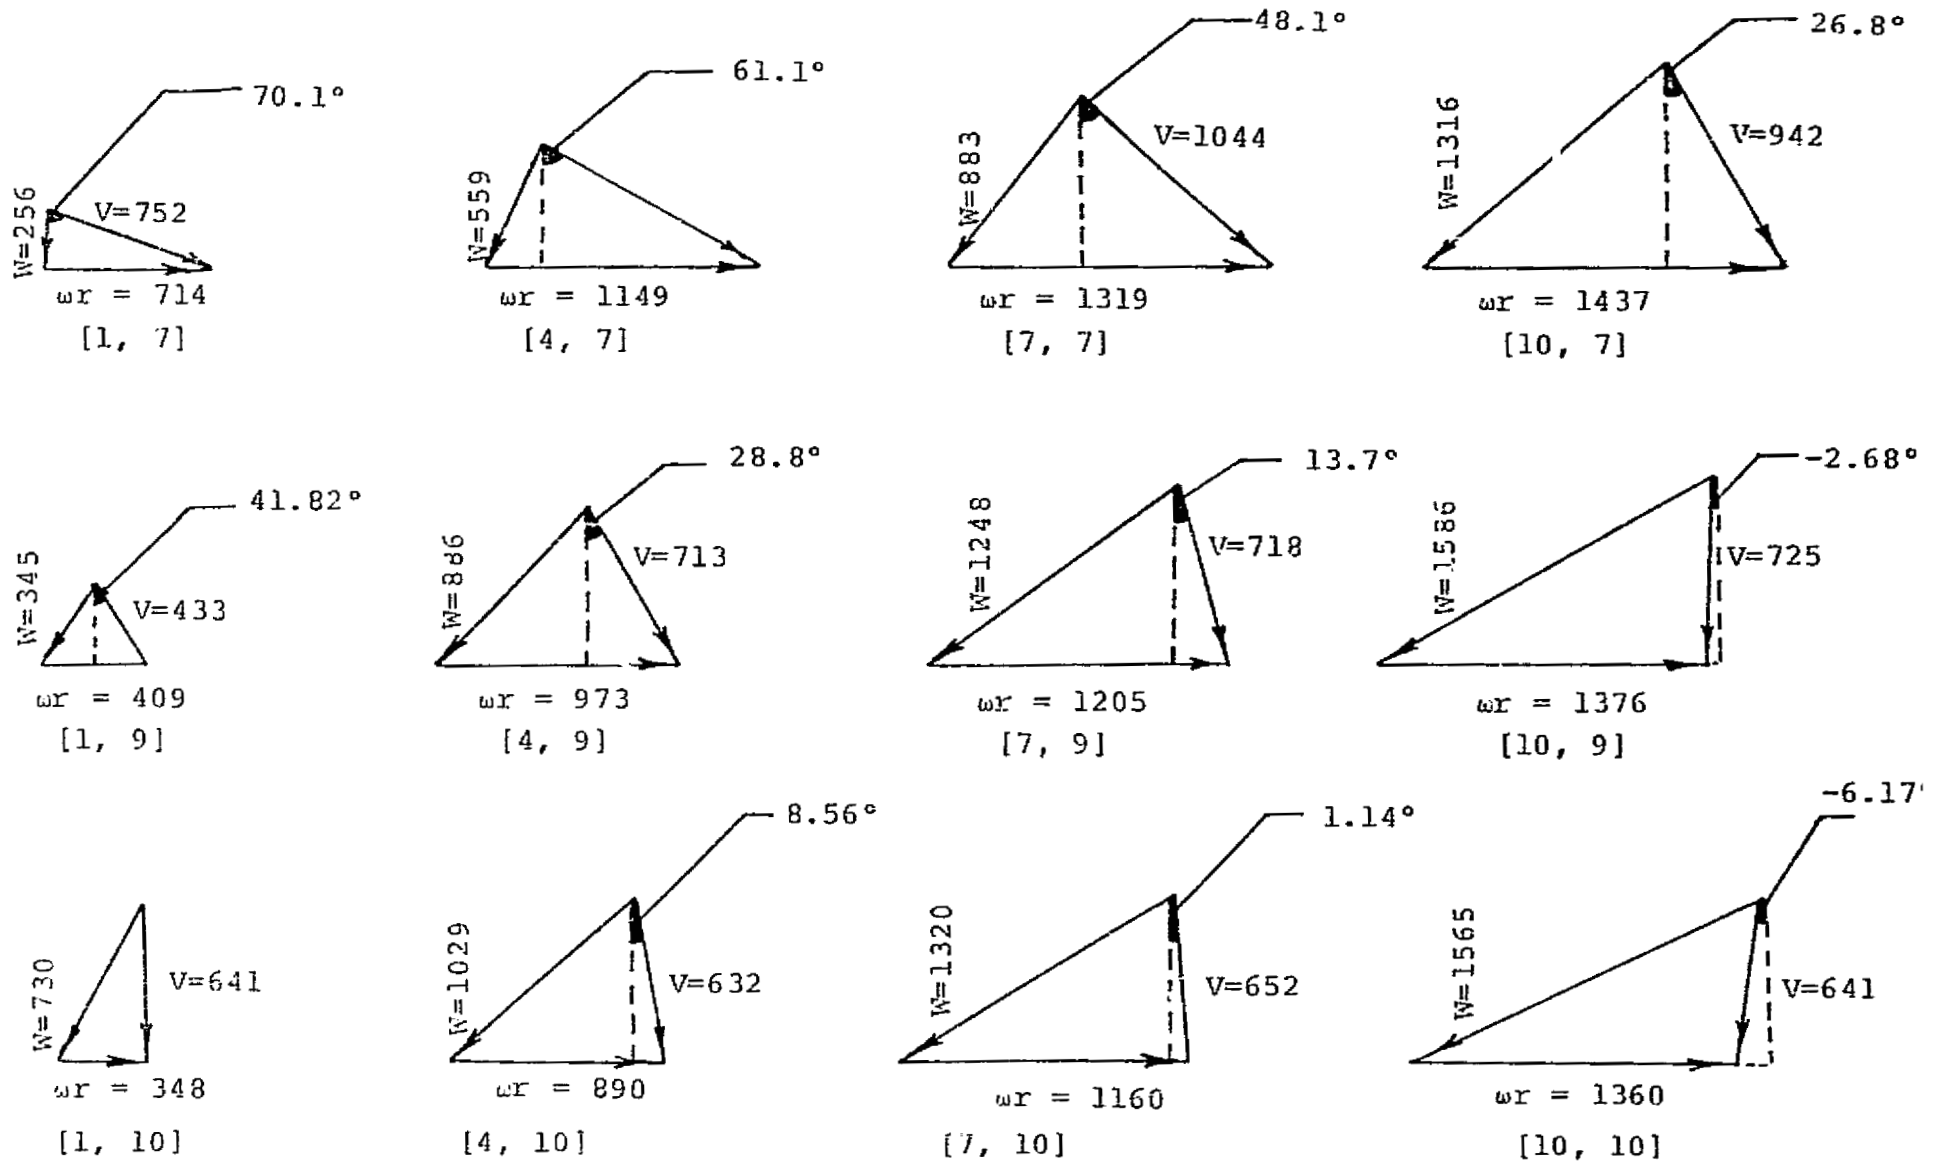 70.1°
W=256
V=752
ωr = 714
[1, 7]
61.1°
W=559
ωr = 1149
[4, 7]
48.1°
W=883
V=1044
ωr = 1319
[7, 7]
26.8°
W=1316
V=942
ωr = 1437
[10, 7]
41.82°
W=345
V=433
ωr = 409
[1, 9]
28.8°
W=886
V=713
ωr = 973
[4, 9]
13.7°
W=1248
V=718
ωr = 1205
[7, 9]
-2.68°
W=1586
V=725
ωr = 1376
[10, 9]
W=730
V=641
ωr = 348
[1, 10]
8.56°
W=1029
V=632
ωr = 890
[4, 10]
1.14°
W=1320
V=652
ωr = 1160
[7, 10]
-6.17°
W=1565
V=641
ωr = 1360
[10, 10]